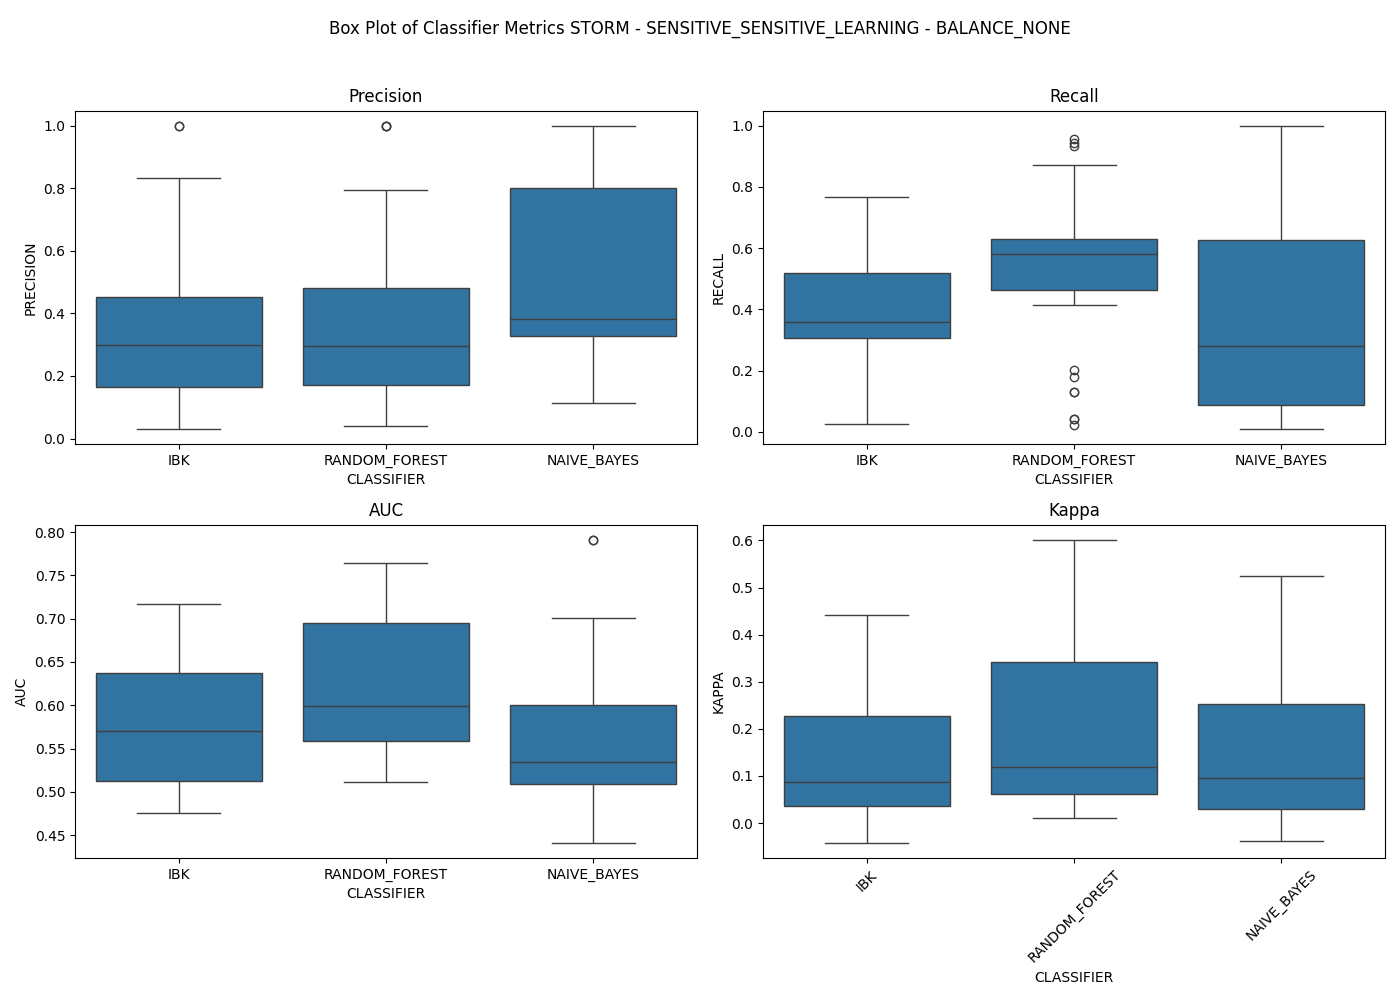 Box Plot of Classifier Metrics STORM - SENSITIVE_SENSITIVE_LEARNING - BALANCE_NONE
Precision
1.0
0.8
0.6
0.4
0.2
0.0
PRECISION
IBK RANDOM_FOREST NAIVE_BAYES
CLASSIFIER
Recall
1.0
0.8
0.6
0.4
0.2
0.0
RECALL
IBK RANDOM_FOREST NAIVE_BAYES
CLASSIFIER
AUC
0.80
0.75
0.70
0.65
0.60
0.55
0.50
0.45
AUC
IBK RANDOM_FOREST NAIVE_BAYES
CLASSIFIER
Kappa
0.6
0.5
0.4
0.3
0.2
0.1
0.0
KAPPA
IBK RANDOM_FOREST NAIVE_BAYES
CLASSIFIER